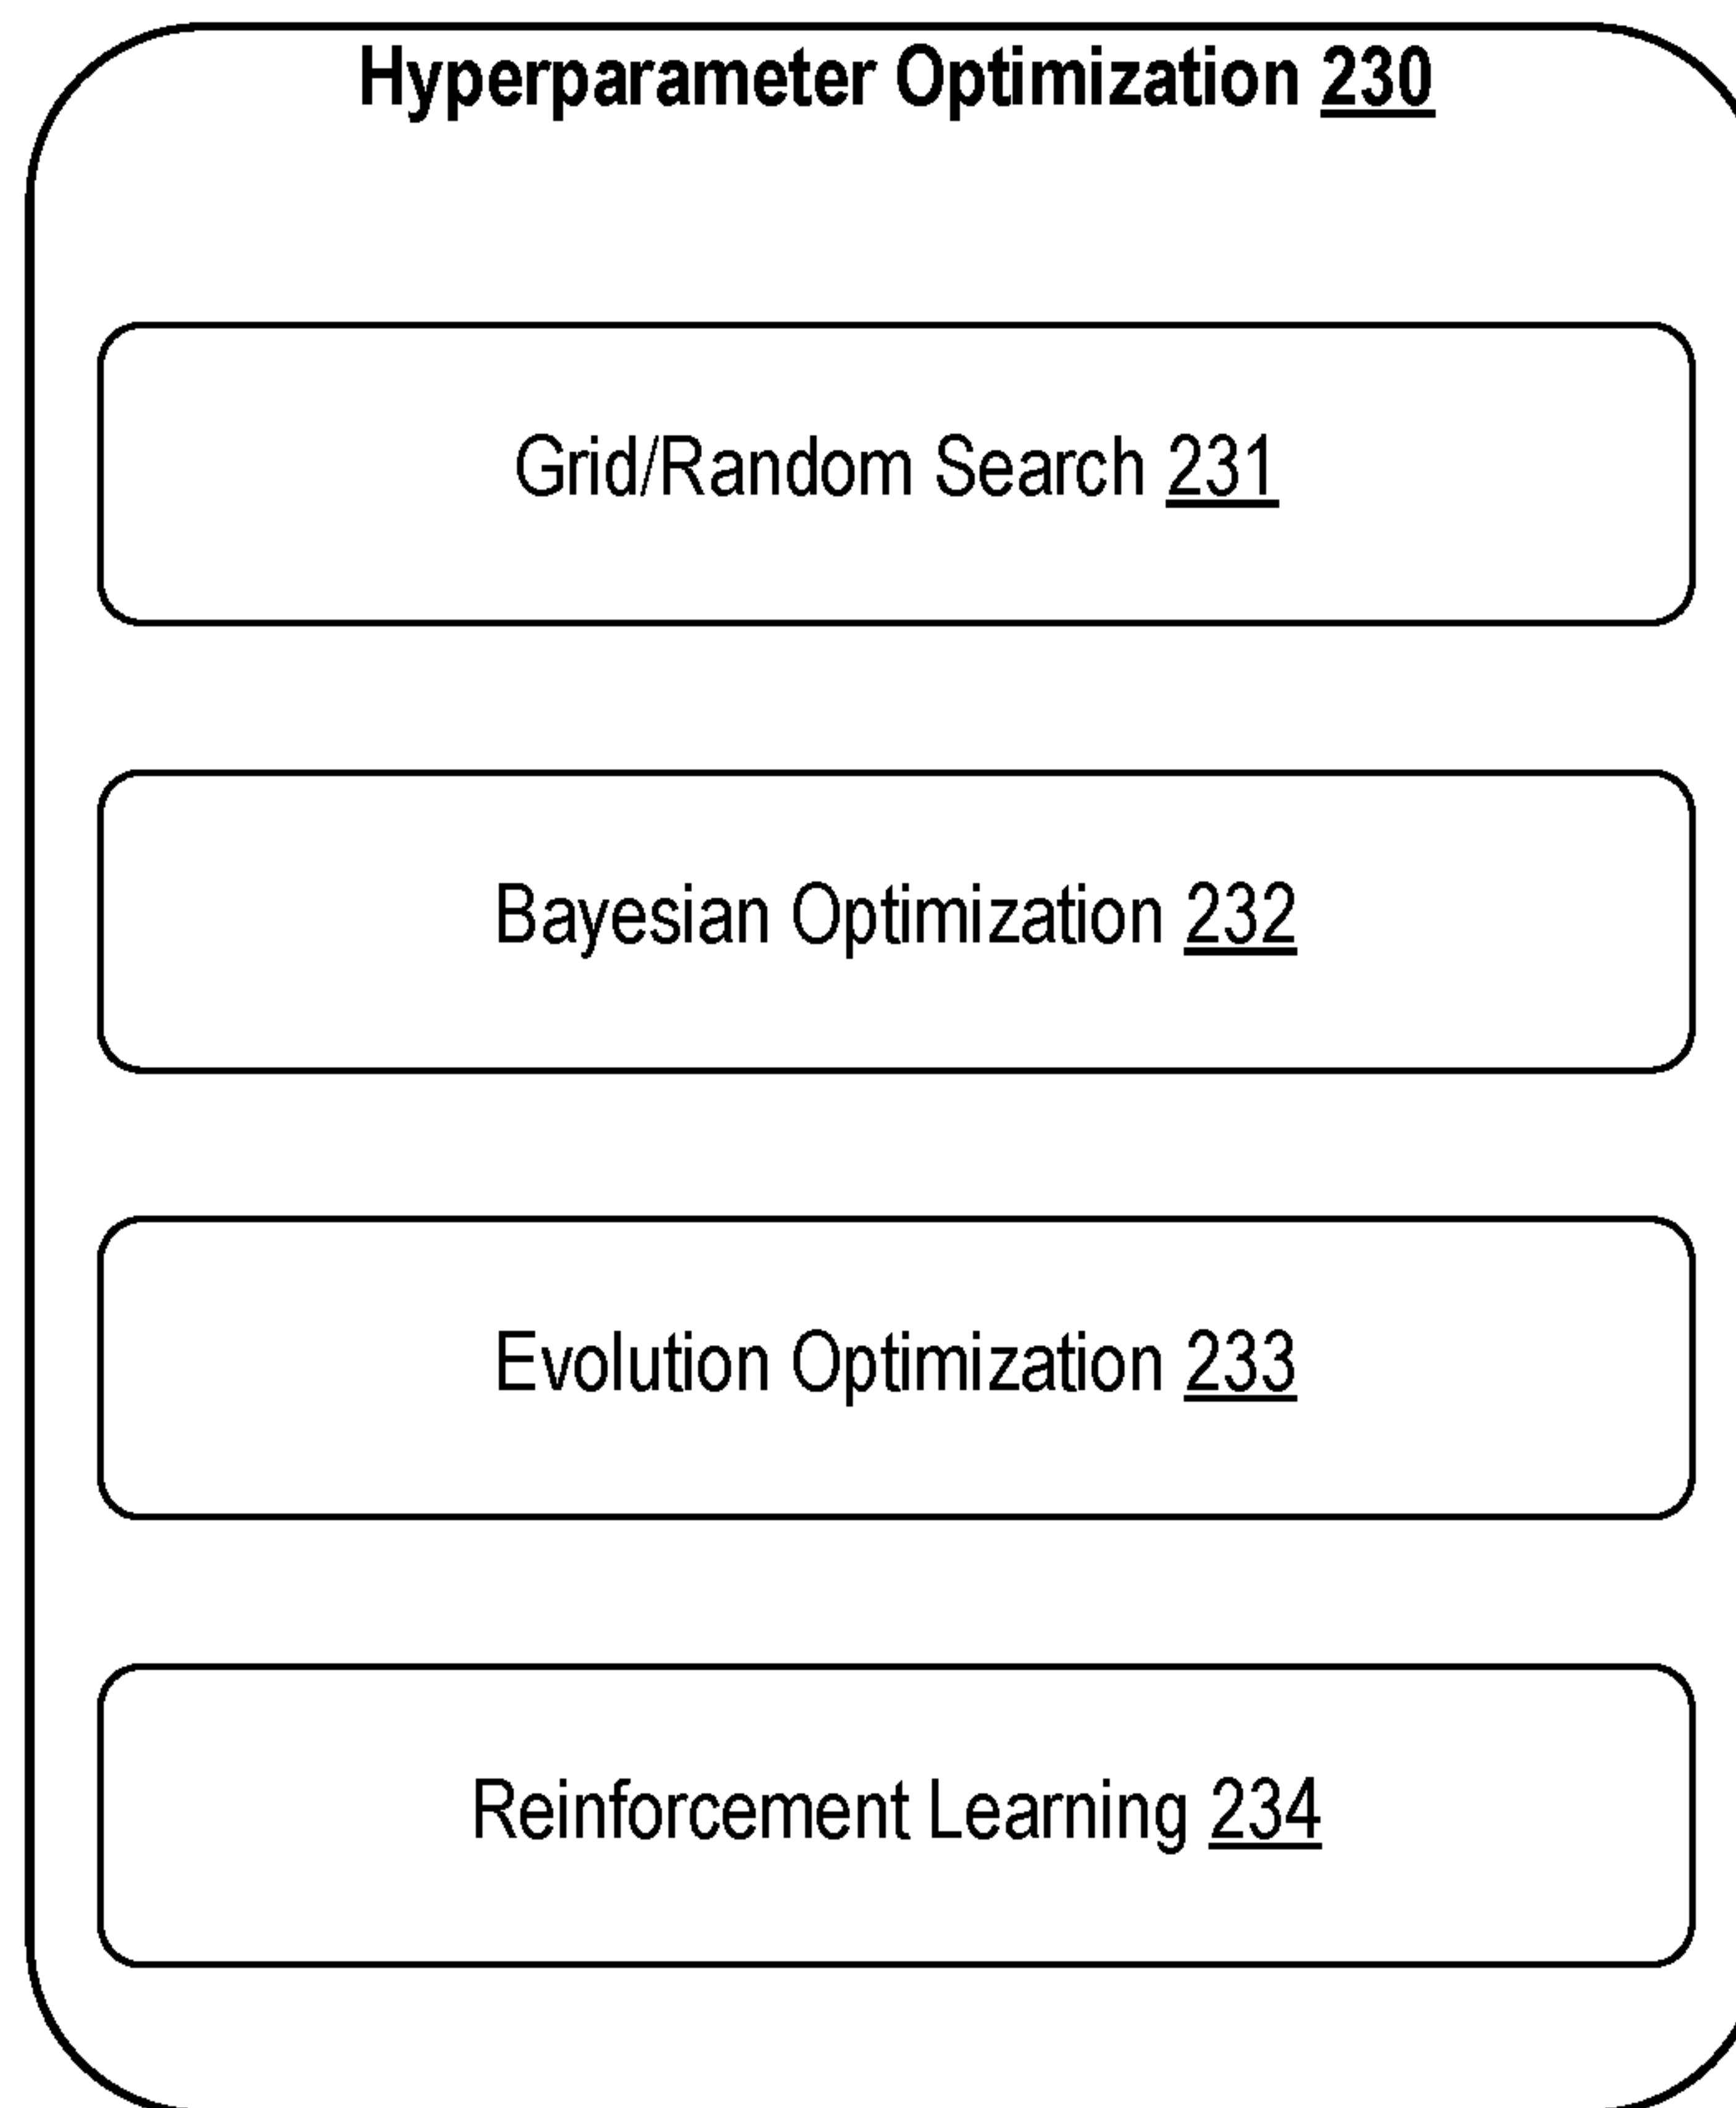 Hyperparameter Optimization 230
Grid/Random Search 231
Bayesian Optimization 232
Evolution Optimization 233
Reinforcement Learning 234